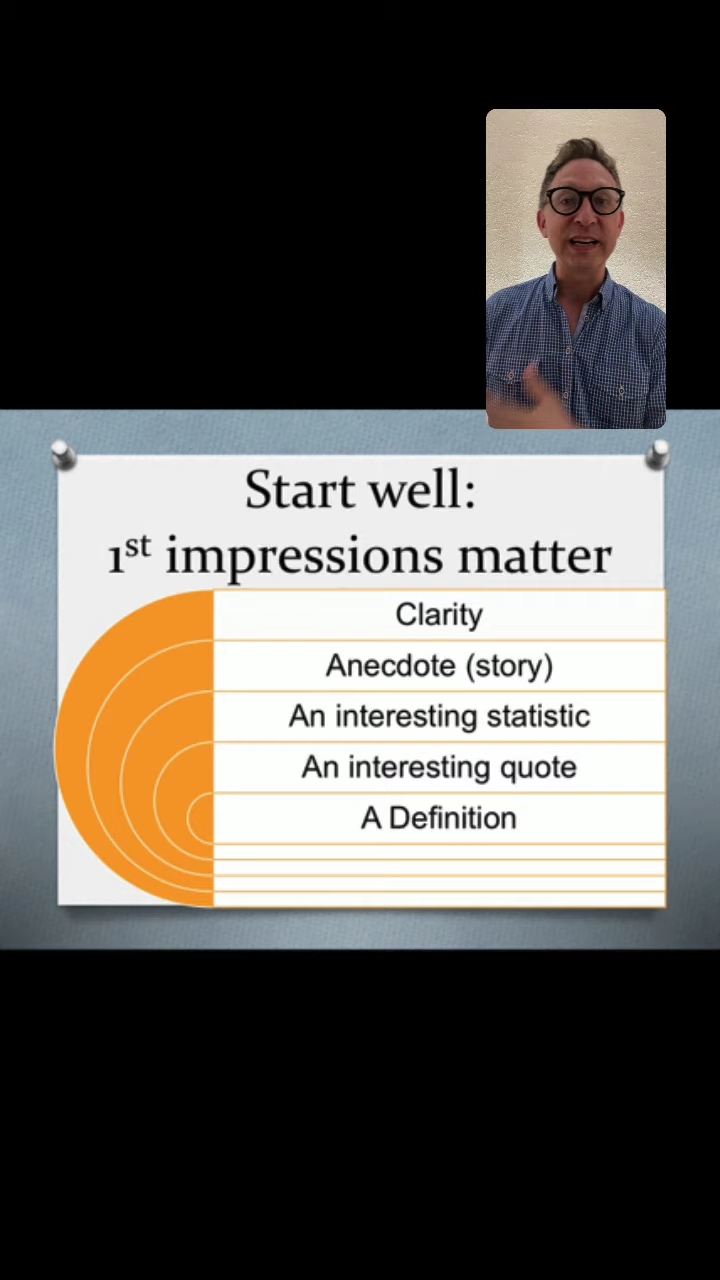 Start well:
1st impressions matter
Clarity
Anecdote (story)
An interesting statistic
An interesting quote
A Definition